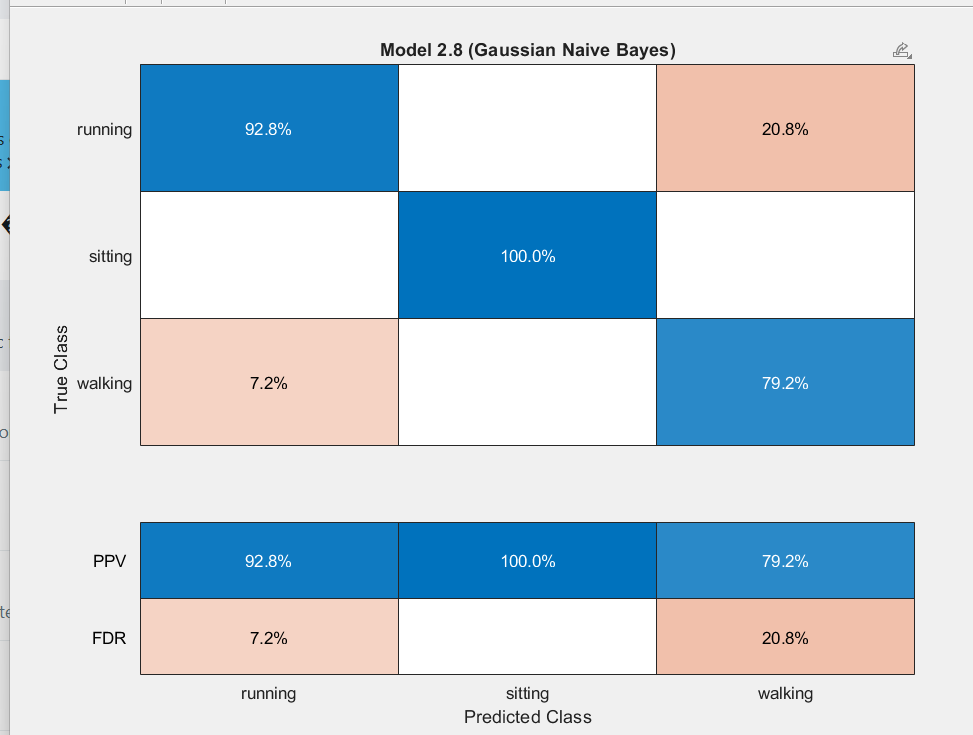 Model 2.8 (Gaussian Naive Bayes)
running
92.8%
20.8%
sitting
100.0%
walking
7.2%
79.2%
True Class
PPV
92.8%
100.0%
79.2%
FDR
7.2%
20.8%
running
sitting
walking
Predicted Class